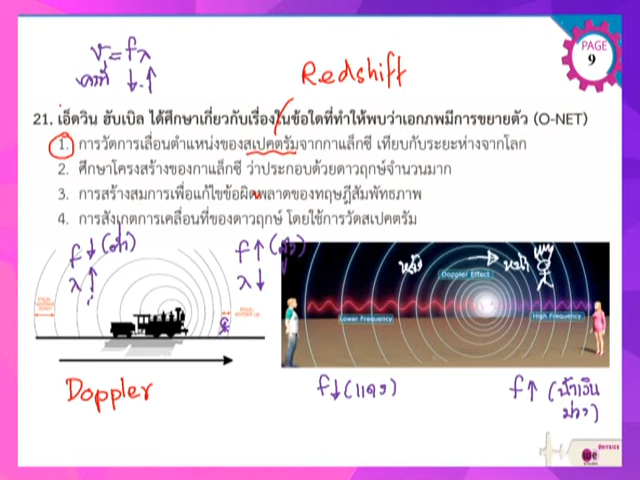 PAGE
9
v = fλ
คงที่ ↓ . ↑
Redshift
21. เอ็ดวิน ฮับเบิล ได้ศึกษาเกี่ยวกับเรื่องในข้อใดที่ทำให้พบว่าเอกภพมีการขยายตัว (O-NET)
1. การวัดการเลื่อนตำแหน่งของสเปคตรัมจากกาแล็กซี เทียบกับระยะห่างจากโลก
2. ศึกษาโครงสร้างของกาแล็กซี ว่าประกอบด้วยดาวฤกษ์จำนวนมาก
3. การสร้างสมการเพื่อแก้ไขข้อผิดพลาดของทฤษฎีสัมพัทธภาพ
4. การสังเกตการเคลื่อนที่ของดาวฤกษ์ โดยใช้การวัดสเปคตรัม
f↓ (ต่ำ)
λ↑
f↑ (สูง)
λ↓
หลัง → หน้า
Doppler Effect
Lower Frequency
High Frequency
Doppler
f↓ (แดง)
f↑ (น้ำเงิน
ม่วง)
PHYSICS
we